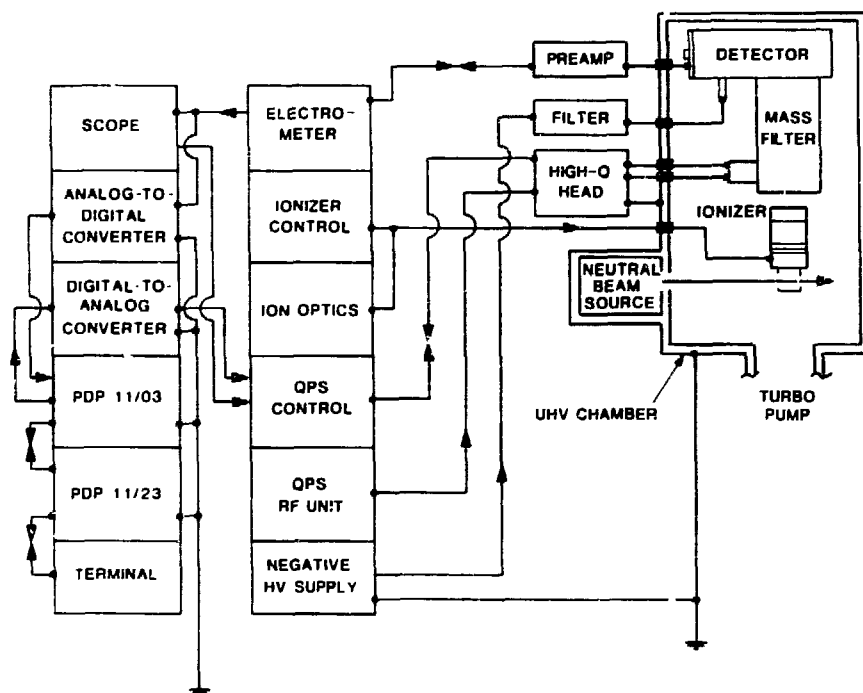 SCOPE
ANALOG-TO-
DIGITAL
CONVERTER
DIGITAL-TO-
ANALOG
CONVERTER
PDP 11/03
PDP 11/23
TERMINAL
ELECTRO-
METER
IONIZER
CONTROL
ION OPTICS
QPS
CONTROL
QPS
RF UNIT
NEGATIVE
HV SUPPLY
PREAMP
FILTER
HIGH-Q
HEAD
DETECTOR
MASS
FILTER
IONIZER
NEUTRAL
BEAM
SOURCE
UHV CHAMBER
TURBO
PUMP